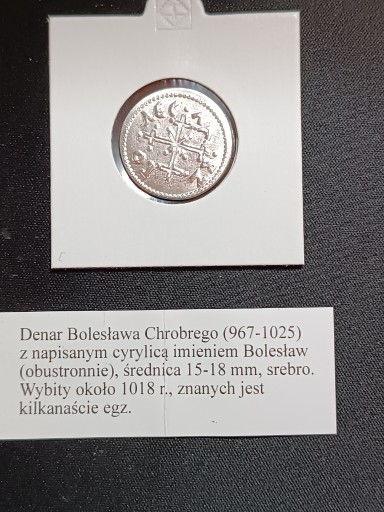 Denar Bolesława Chrobrego (967-1025)
z napisanym cyrylicą imieniem Bolesław
(obustronnie), średnica 15-18 mm, srebro.
Wybity około 1018 r., znanych jest
kilkanaście egz.